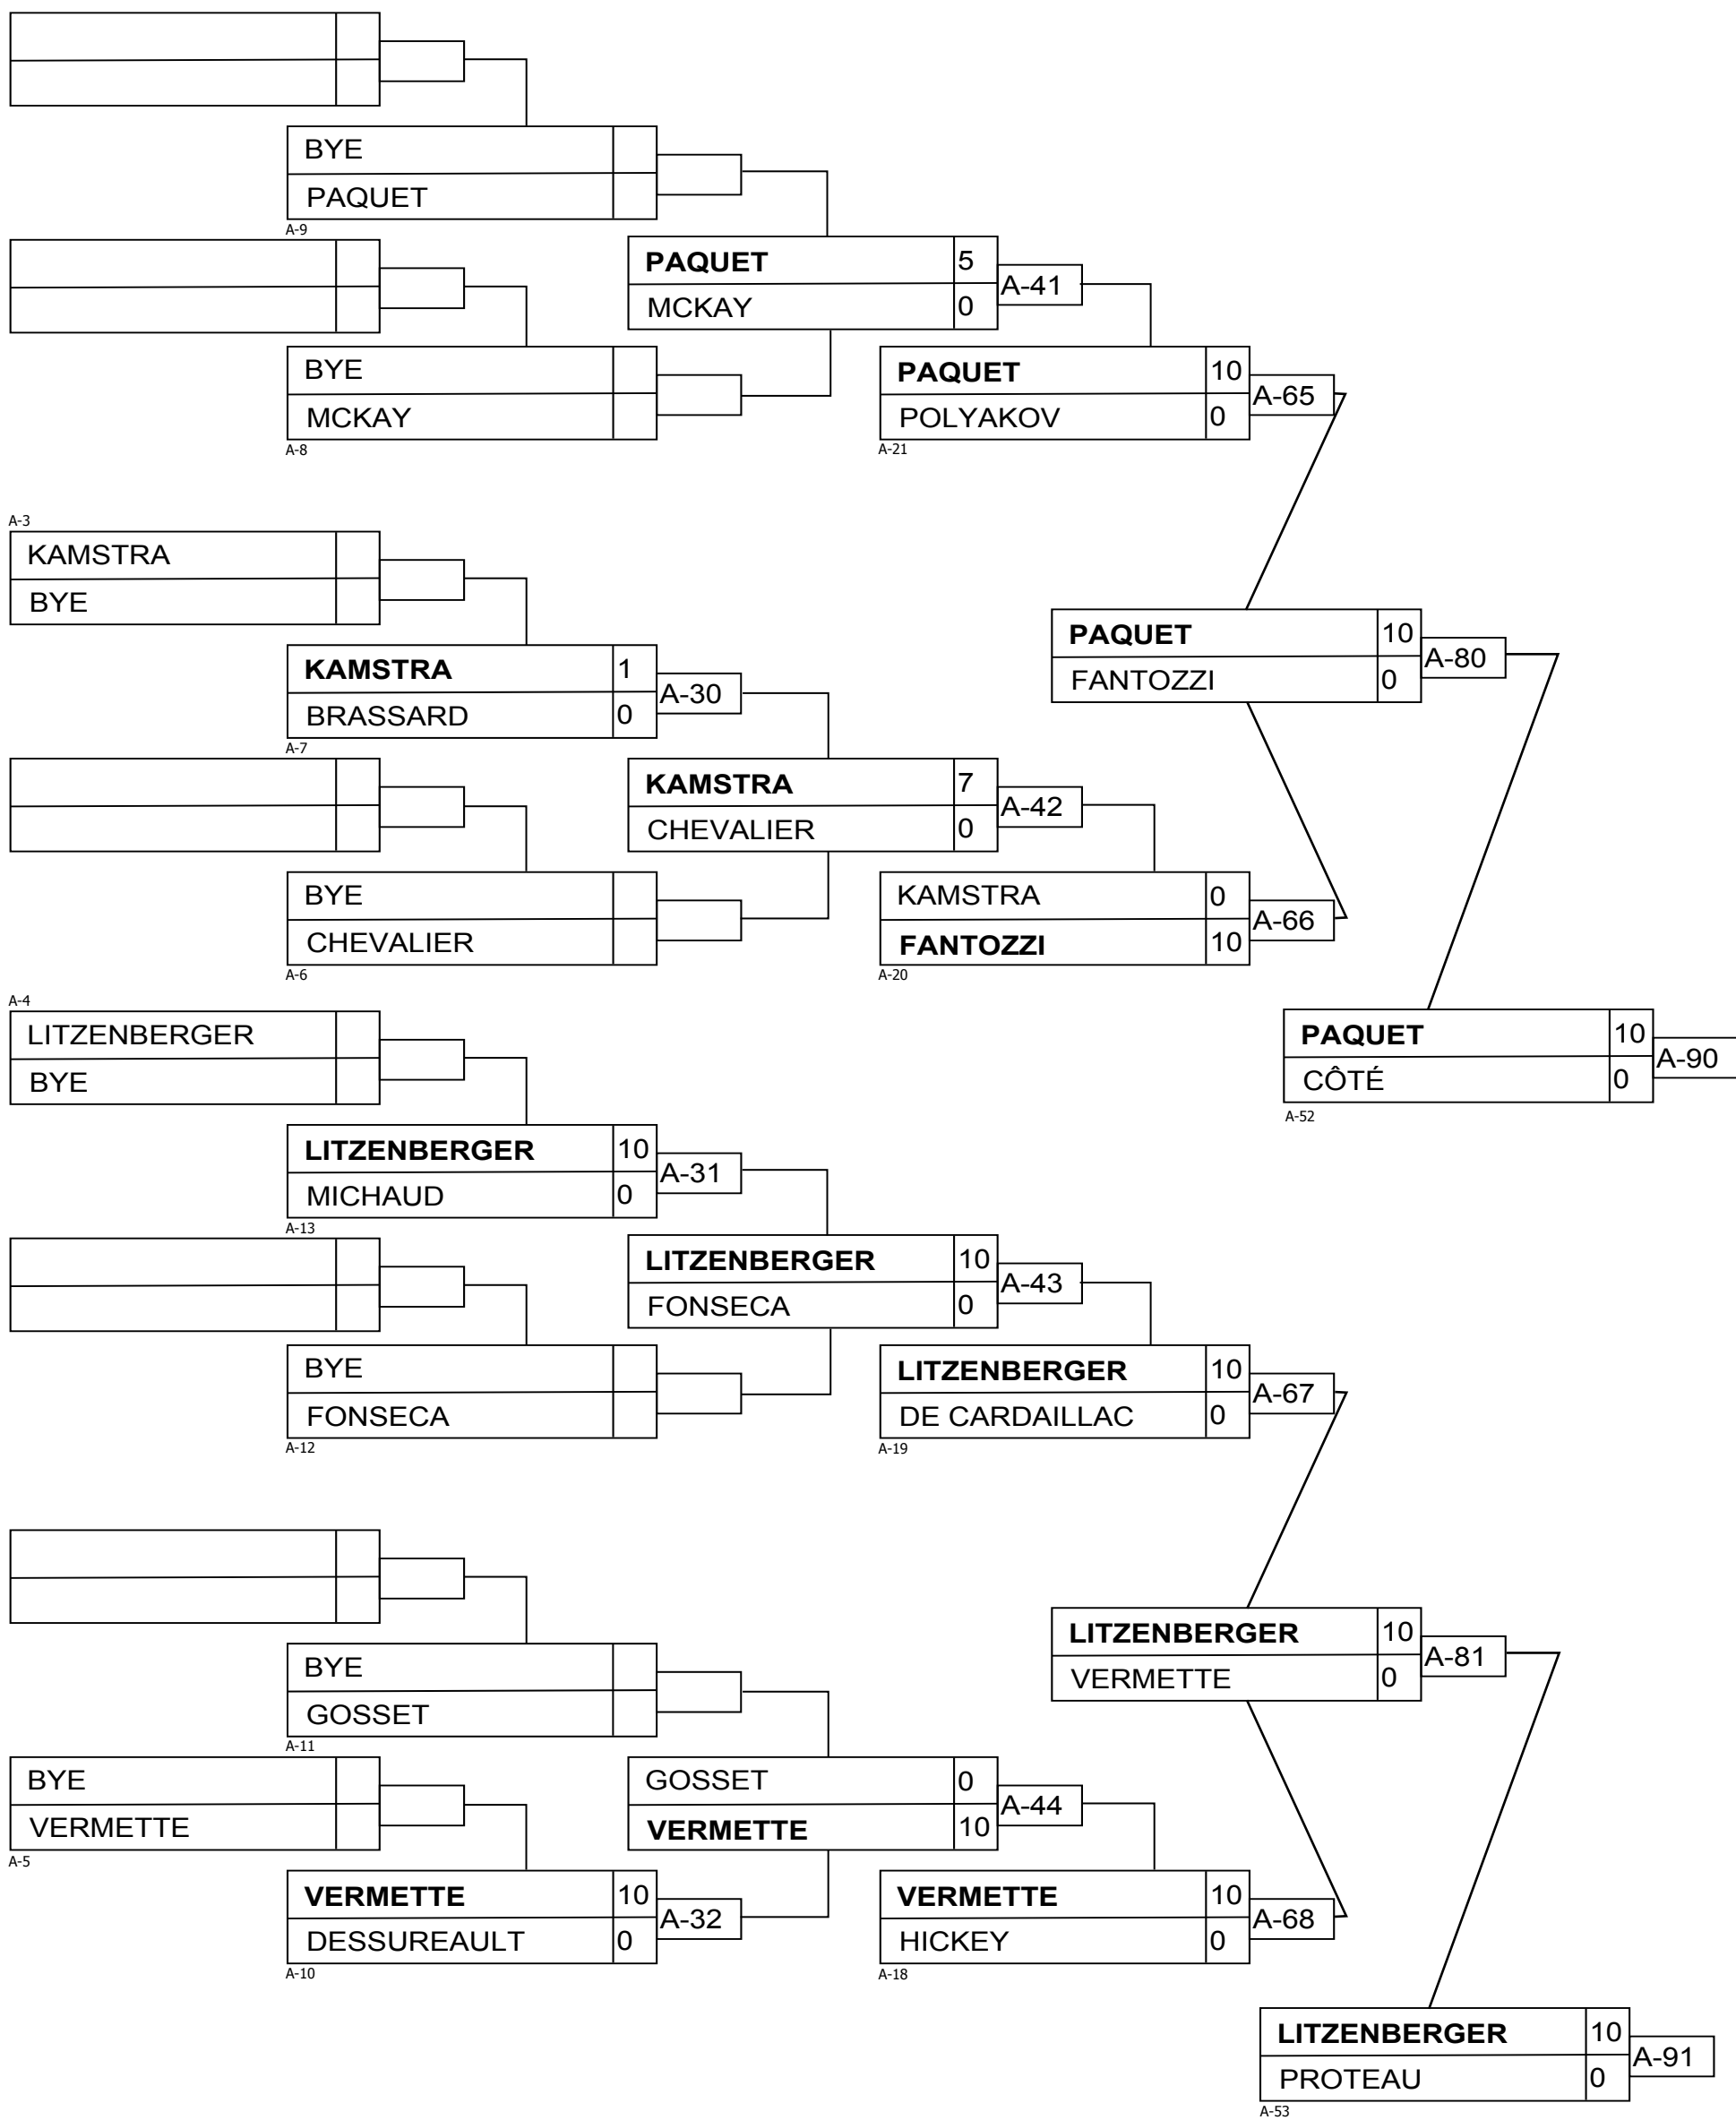 BYE
PAQUET
A-9
PAQUET 5
MCKAY 0
A-41
BYE
MCKAY
A-8
PAQUET 10
POLYAKOV 0
A-65
A-21
A-3
KAMSTRA
BYE
KAMSTRA 1
BRASSARD 0
A-30
A-7
PAQUET 10
FANTOZZI 0
A-80
KAMSTRA 7
CHEVALIER 0
A-42
BYE
CHEVALIER
A-6
KAMSTRA 0
FANTOZZI 10
A-66
A-20
A-4
LITZENBERGER
BYE
PAQUET 10
CÔTÉ 0
A-90
A-52
LITZENBERGER 10
MICHAUD 0
A-31
A-13
LITZENBERGER 10
FONSECA 0
A-43
BYE
FONSECA
A-12
LITZENBERGER 10
DE CARDAILLAC 0
A-67
A-19
LITZENBERGER 10
VERMETTE 0
A-81
BYE
GOSSET
A-11
BYE
VERMETTE
A-5
GOSSET 0
VERMETTE 10
A-44
VERMETTE 10
DESSUREAULT 0
A-32
A-10
VERMETTE 10
HICKEY 0
A-68
A-18
LITZENBERGER 10
PROTEAU 0
A-91
A-53